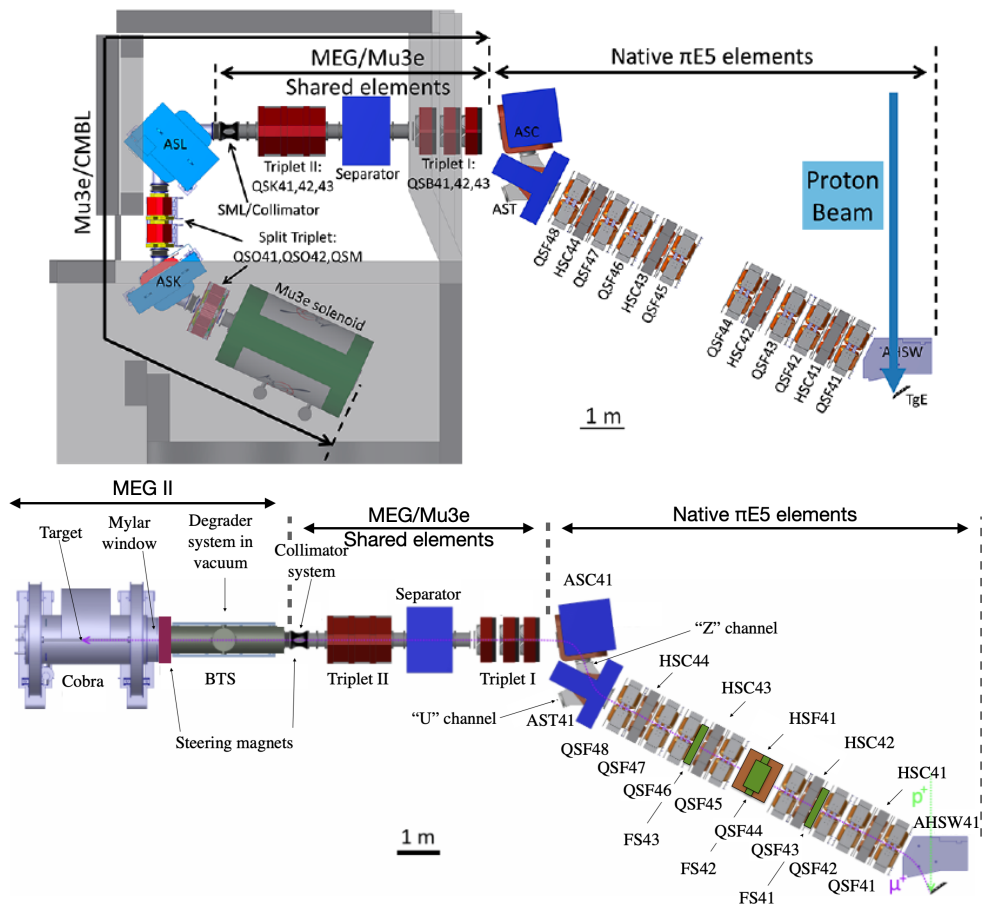 MEG/Mu3e
Shared elements
Native πE5 elements
Mu3e/CMBL
ASL
ASC
Triplet II:
QSK41,42,43
Separator
Triplet I:
QSB41,42,43
SML/Collimator
AST
Split Triplet:
QSO41,QSO42,QSM
ASK
Mu3e solenoid
QSF48
HSC44
QSF47
QSF46
HSC43
QSF45
QSF44
HSC42
QSF43
QSF42
HSC41
QSF41
Proton
Beam
AHSW
TgE
1 m
MEG II
MEG/Mu3e
Shared elements
Native πE5 elements
Target
Mylar
window
Degrader
system in
vacuum
Collimator
system
Separator
ASC41
“Z” channel
Cobra
BTS
Triplet II
Triplet I
“U” channel
AST41
Steering magnets
HSC44
HSC43
HSF41
HSC42
HSC41
QSF48
QSF47
QSF46
QSF45
FS43
QSF44
FS42
QSF43
QSF42
FS41
QSF41
p⁺
AHSW41
μ⁺
1 m